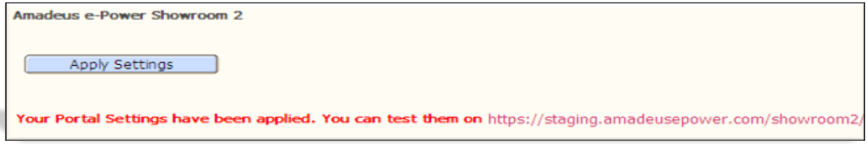 Amadeus e-Power Showroom 2
Apply Settings
Your Portal Settings have been applied. You can test them on https://staging.amadeusepower.com/showroom2/